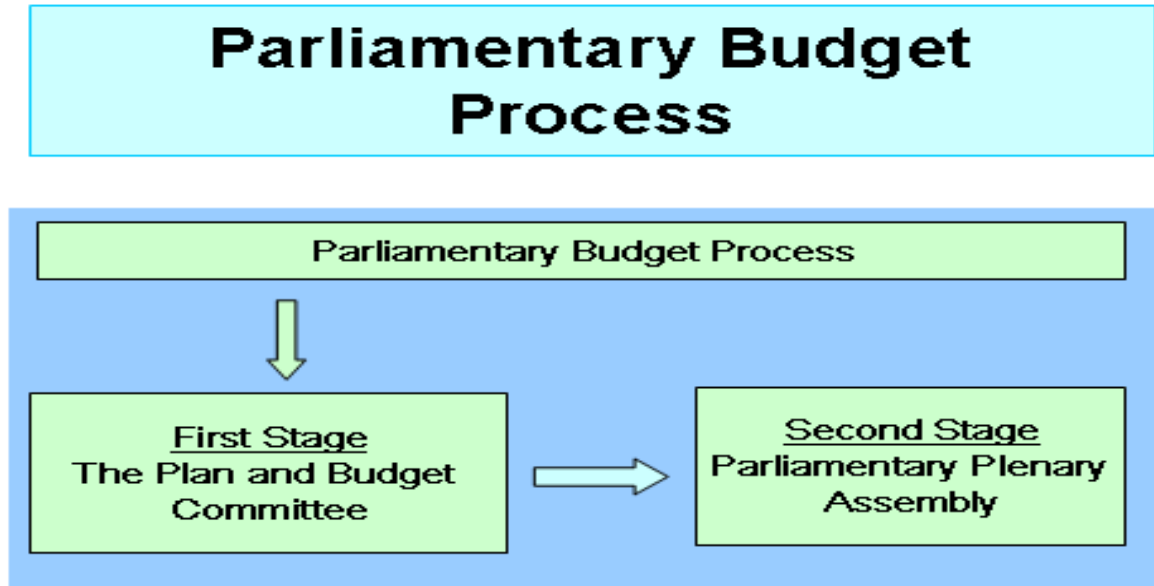 Parliamentary Budget
Process
Parliamentary Budget Process
First Stage
The Plan and Budget
Committee
Second Stage
Parliamentary Plenary
Assembly